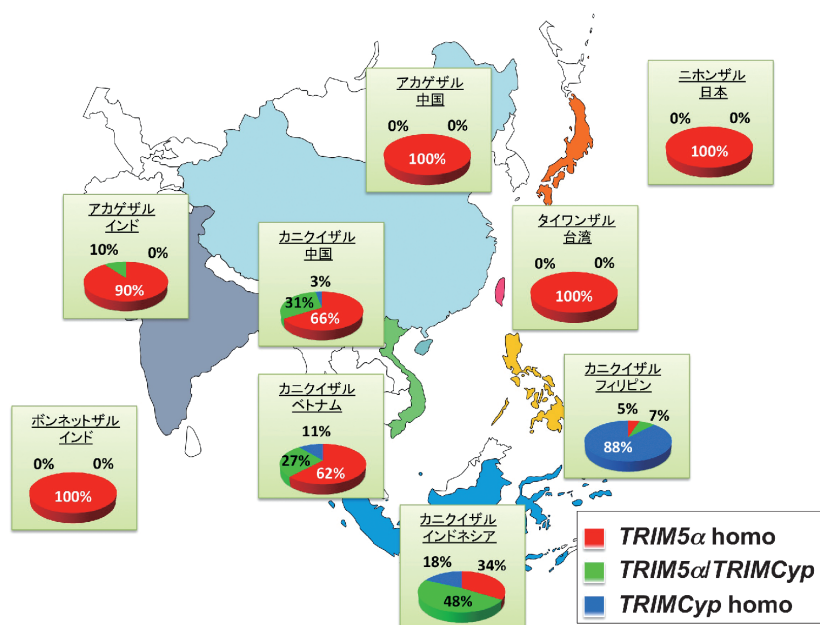 アカゲザル
中国
0% 0%
100%
ニホンザル
日本
0% 0%
100%
アカゲザル
インド
10% 0%
90%
カニクイザル
中国
3%
31%
66%
タイワンザル
台湾
0% 0%
100%
カニクイザル
フィリピン
5% 7%
88%
カニクイザル
ベトナム
11%
27%
62%
ボンネットザル
インド
0% 0%
100%
カニクイザル
インドネシア
18% 34%
48%
TRIM5α homo
TRIM5α/TRIMCyp
TRIMCyp homo